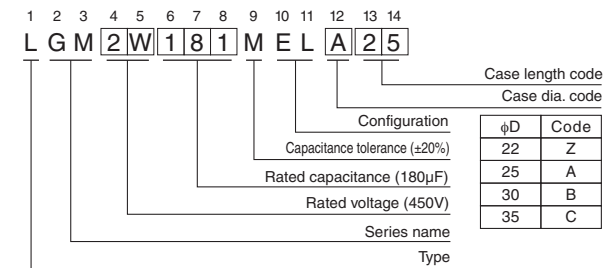 1 2 3 4 5 6 7 8 9 10 11 12 13 14
L G M 2 W 1 8 1 M E L A 2 5
Case length code
Case dia. code
Configuration
Capacitance tolerance (±20%)
Rated capacitance (180µF)
Rated voltage (450V)
Series name
Type
ϕD Code
22 Z
25 A
30 B
35 C